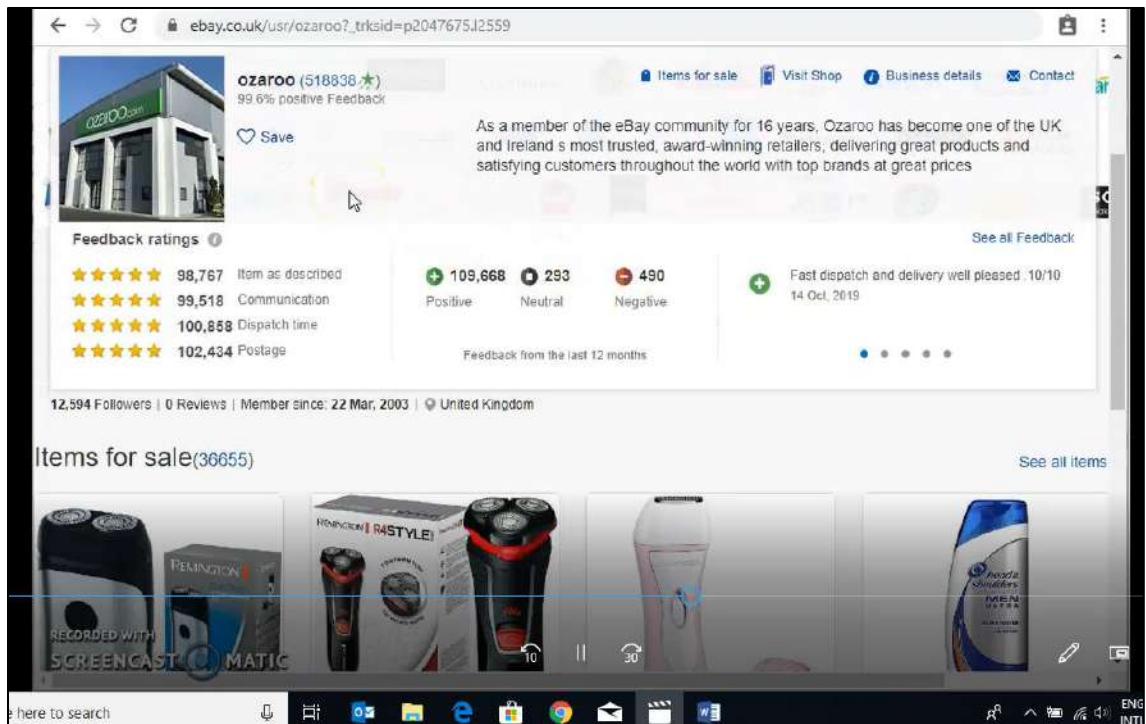 ebay.co.uk/usr/ozaroo?_trksid=p2047675.l2559
OZaroo.com
ozaroo (518838)
99.6% positive Feedback
Save
Items for sale Visit Shop Business details Contact
As a member of the eBay community for 16 years, Ozaroo has become one of the UK
and Ireland s most trusted, award-winning retailers, delivering great products and
satisfying customers throughout the world with top brands at great prices
Feedback ratings
See all Feedback
98,767 Item as described
99,518 Communication
100,858 Dispatch time
102,434 Postage
109,668 293 490
Positive Neutral Negative
Feedback from the last 12 months
Fast dispatch and delivery well pleased .10/10
14 Oct, 2019
12,594 Followers | 0 Reviews | Member since: 22 Mar, 2003 | United Kingdom
Items for sale(36655)
See all items
REMINGTON
REMINGTON R4STYLE
head & shoulders
MEN
ULTRA
RECORDED WITH
SCREENCAST MATIC
10 30
e here to search
ENG